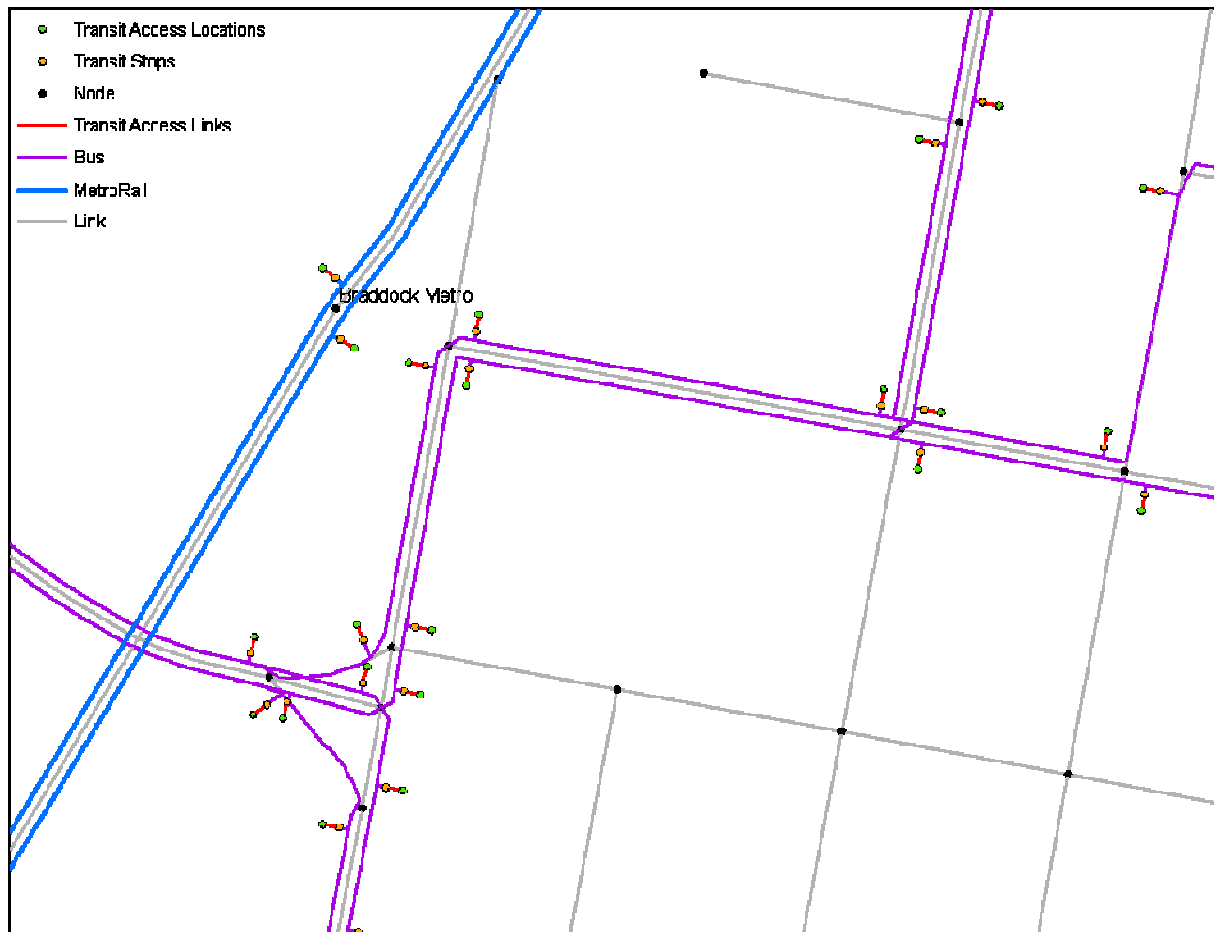 Transit Access Locations
Transit Stops
Node
Transit Access Links
Bus
MetroRail
Link
Braddock Metro